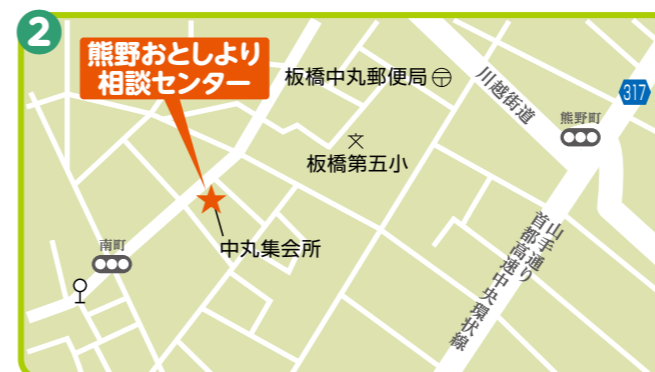 2
熊野おとしより
相談センター
板橋中丸郵便局
川越街道
317
熊野町
板橋第五小
中丸集会所
南町
山手通り
首都高速中央環状線